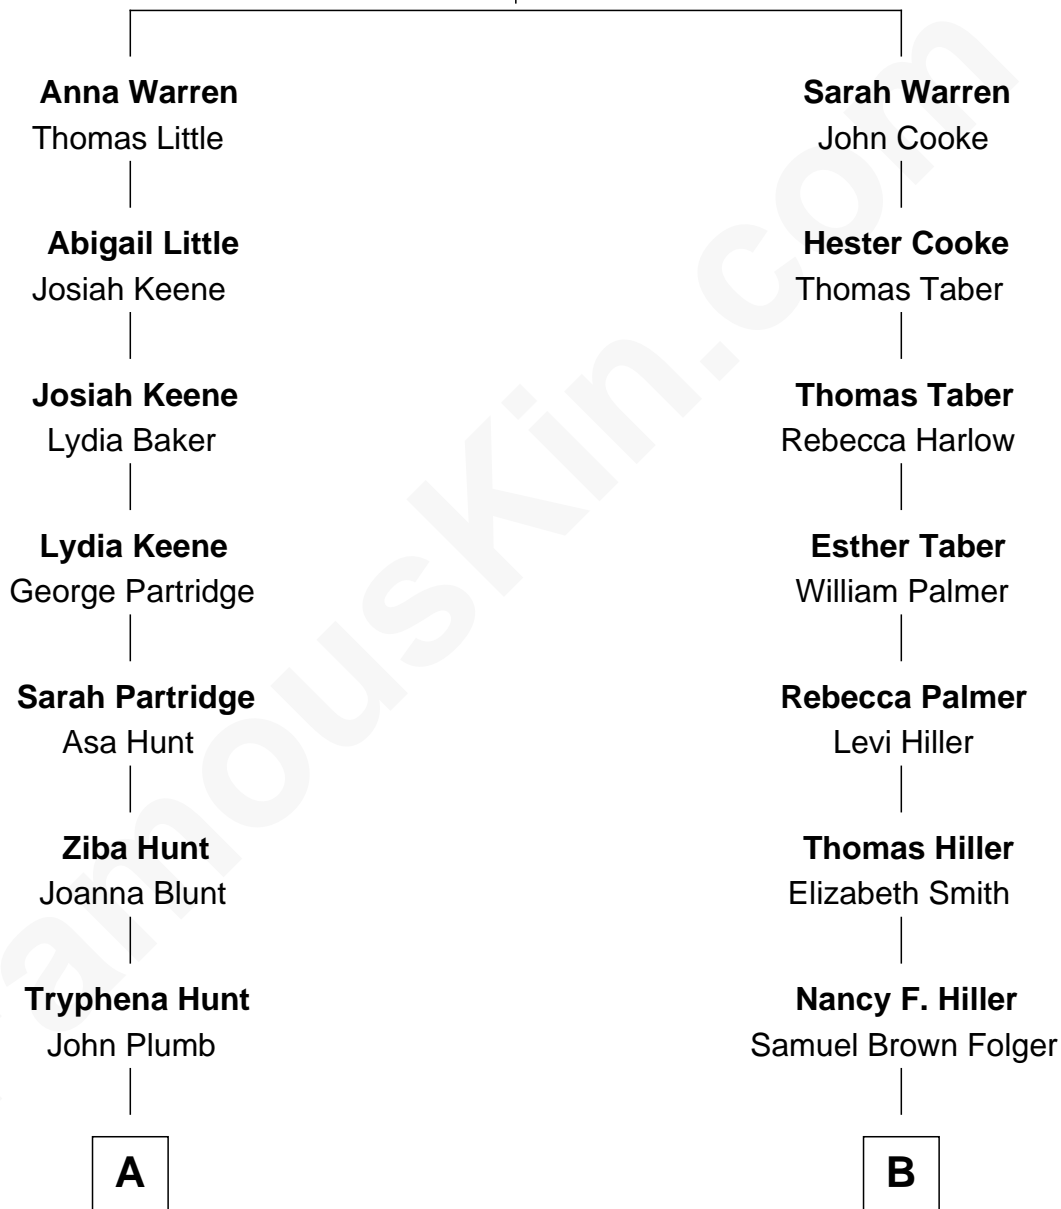 Anna Warren
Thomas Little
Abigail Little
Josiah Keene
Josiah Keene
Lydia Baker
Lydia Keene
George Partridge
Sarah Partridge
Asa Hunt
Ziba Hunt
Joanna Blunt
Tryphena Hunt
John Plumb
A
Sarah Warren
John Cooke
Hester Cooke
Thomas Taber
Thomas Taber
Rebecca Harlow
Esther Taber
William Palmer
Rebecca Palmer
Levi Hiller
Thomas Hiller
Elizabeth Smith
Nancy F. Hiller
Samuel Brown Folger
B
amouskin.com